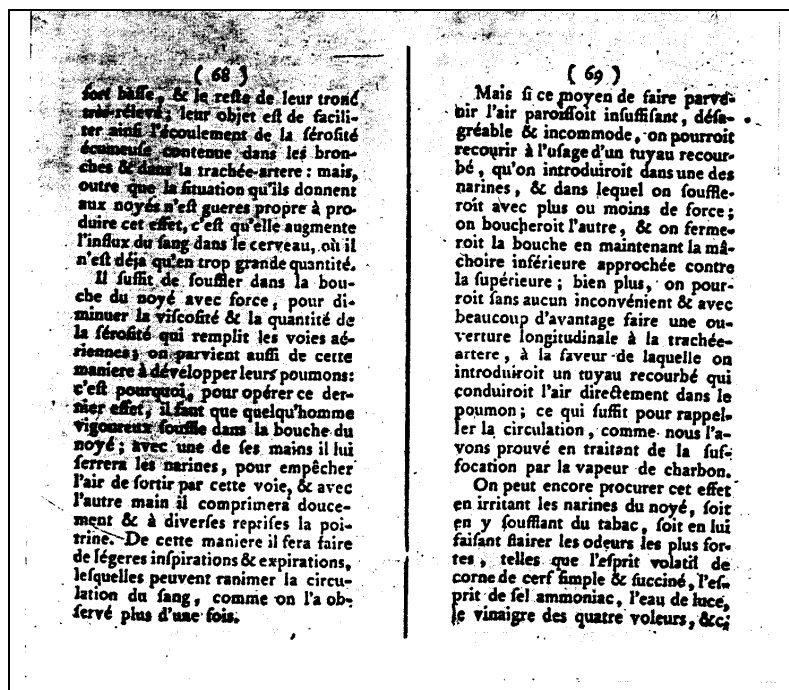 ( 68 )
fort basse, & le reste de leur tronc
très-relevé; leur objet est de facili-
ter ainsi l'écoulement de la sérosité
écumeuse contenue dans les bron-
ches & dans la trachée-artere : mais,
outre que la situation qu'ils donnent
aux noyés n'est gueres propre à pro-
duire cet effet, c'est qu'elle augmente
l'influx du sang dans le cerveau, où il
n'est déja qu'en trop grande quantité.
Il suffit de souffler dans la bou-
che du noyé avec force, pour di-
minuer la viscosité & la quantité de
la sérosité qui remplit les voies aé-
riennes; on parvient aussi de cette
maniere à développer leurs poumons:
c'est pourquoi, pour opérer ce der-
nier effet, il faut que quelqu'homme
vigoureux souffle dans la bouche du
noyé; avec une de ses mains il lui
serrera les narines, pour empêcher
l'air de sortir par cette voie, & avec
l'autre main il comprimera douce-
ment & à diverses reprises la poi-
trine. De cette maniere il fera faire
de légeres inspirations & expirations,
lesquelles peuvent ranimer la circu-
lation du sang, comme on l'a ob-
servé plus d'une fois.
( 69 )
Mais si ce moyen de faire parve-
nir l'air paroissoit insuffisant, désa-
gréable & incommode, on pourroit
recourir à l'usage d'un tuyau recour-
bé, qu'on introduiroit dans une des
narines, & dans lequel on souffle-
roit avec plus ou moins de force;
on boucheroit l'autre, & on ferme-
roit la bouche en maintenant la mâ-
choire inférieure approchée contre
la supérieure; bien plus, on pour-
roit sans aucun inconvénient & avec
beaucoup d'avantage faire une ou-
verture longitudinale à la trachée-
artere, à la faveur de laquelle on
introduiroit un tuyau recourbé qui
conduiroit l'air directement dans le
poumon; ce qui suffit pour rappel-
ler la circulation, comme nous l'a-
vons prouvé en traitant de la suf-
focation par la vapeur de charbon.
On peut encore procurer cet effet
en irritant les narines du noyé, soit
en y soufflant du tabac, soit en lui
faisant flairer les odeurs les plus for-
tes, telles que l'esprit volatil de
corne de cerf simple & succiné, l'es-
prit de sel ammoniac, l'eau de luce,
le vinaigre des quatre voleurs, &c;